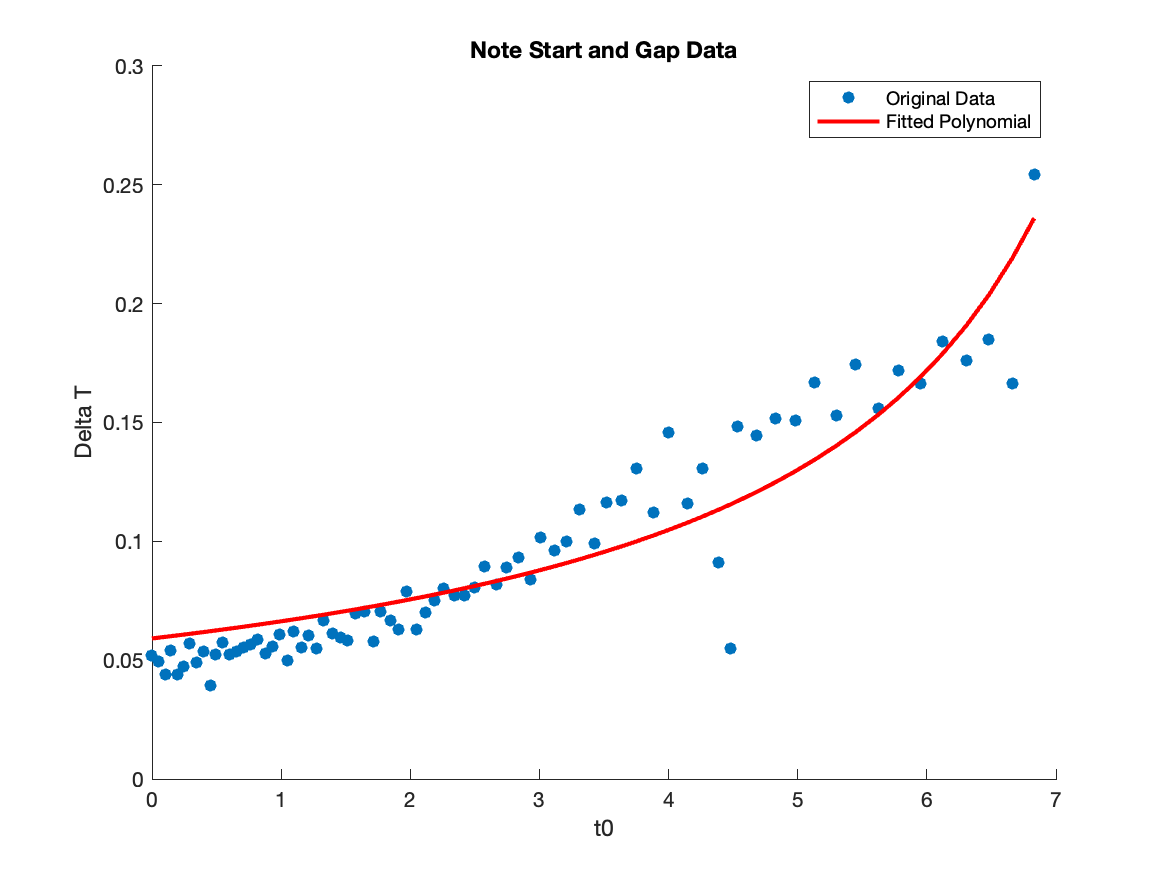 Note Start and Gap Data
0.3
Original Data
Fitted Polynomial
0.25
0.2
Delta T
0.15
0.1
0.05
0
0 1 2 3 4 5 6 7
t0